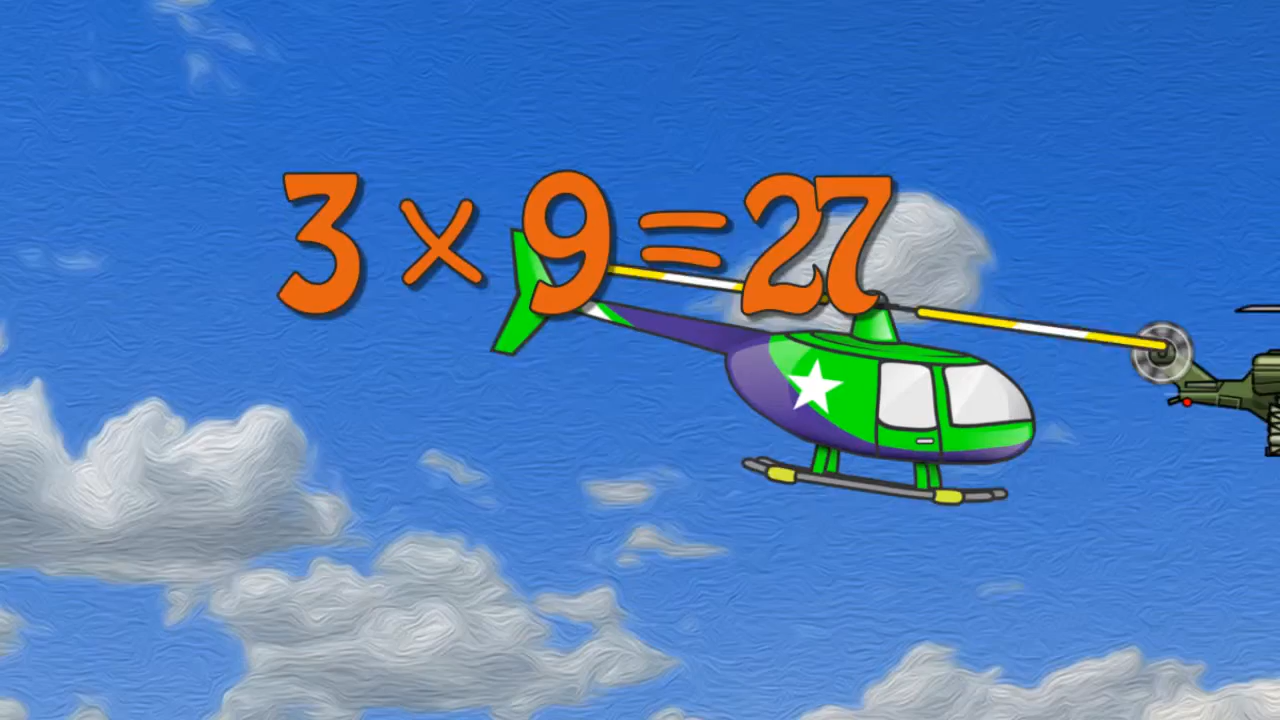 3 × 9 = 27